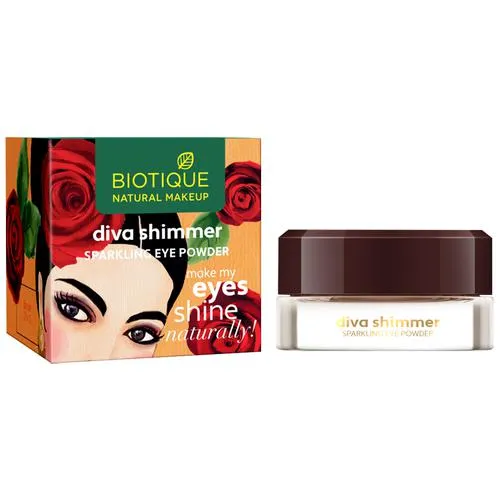 BIOTIQUE
NATURAL MAKEUP
diva shimmer
SPARKLING EYE POWDER
make my
eyes
shine
naturally!
diva shimmer
SPARKLING EYE POWDER